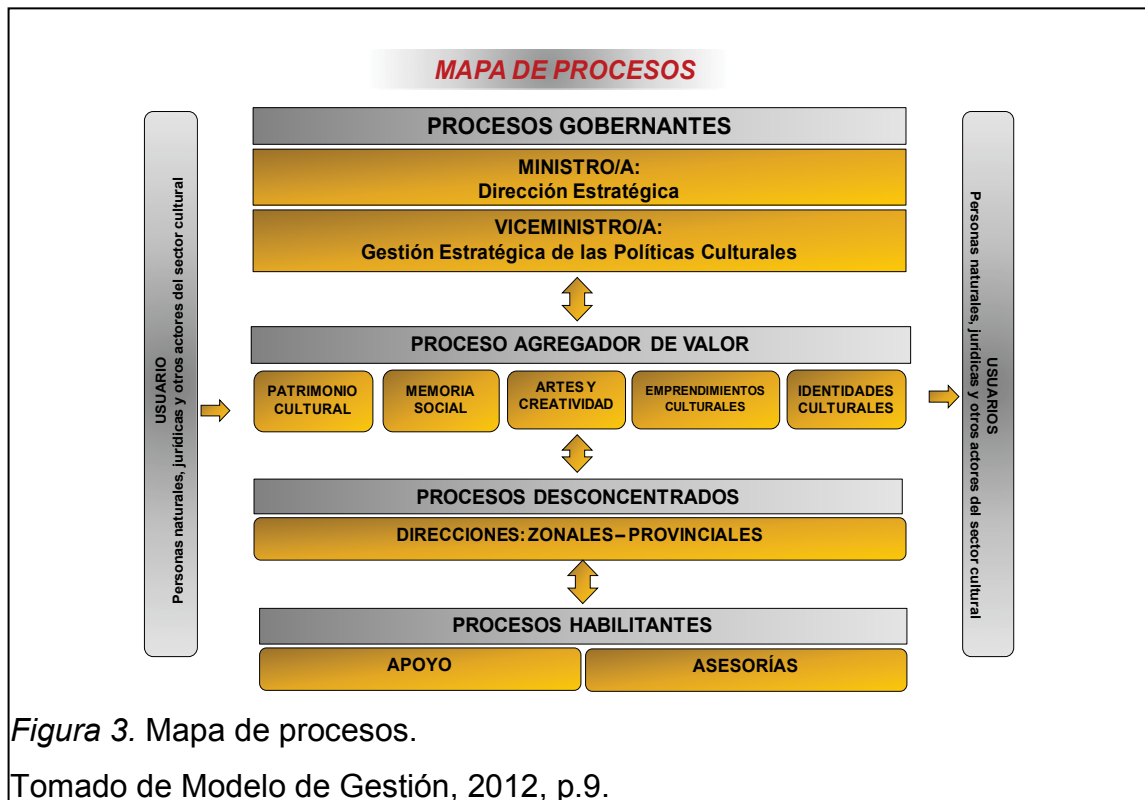 MAPA DE PROCESOS
USUARIO
Personas naturales, jurídicas y otros actores del sector cultural
PROCESOS GOBERNANTES
MINISTRO/A:
Dirección Estratégica
VICEMINISTRO/A:
Gestión Estratégica de las Políticas Culturales
PROCESO AGREGADOR DE VALOR
PATRIMONIO
CULTURAL
MEMORIA
SOCIAL
ARTES Y
CREATIVIDAD
EMPRENDIMIENTOS
CULTURALES
IDENTIDADES
CULTURALES
PROCESOS DESCONCENTRADOS
DIRECCIONES: ZONALES – PROVINCIALES
PROCESOS HABILITANTES
APOYO
ASESORÍAS
USUARIOS
Personas naturales, jurídicas y otros actores del sector cultural
Figura 3. Mapa de procesos.
Tomado de Modelo de Gestión, 2012, p.9.